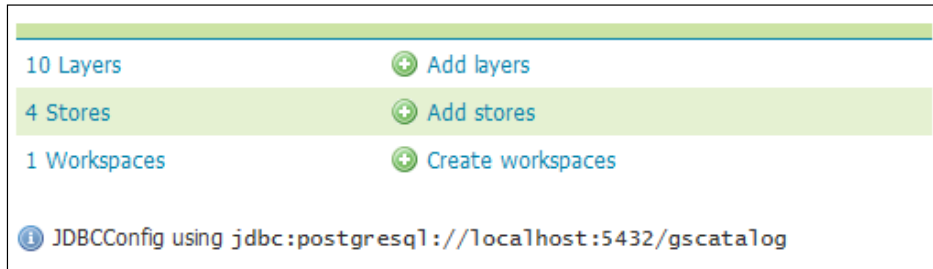 10 Layers Add layers
4 Stores Add stores
1 Workspaces Create workspaces
JDBCConfig using jdbc:postgresql://localhost:5432/gscatalog